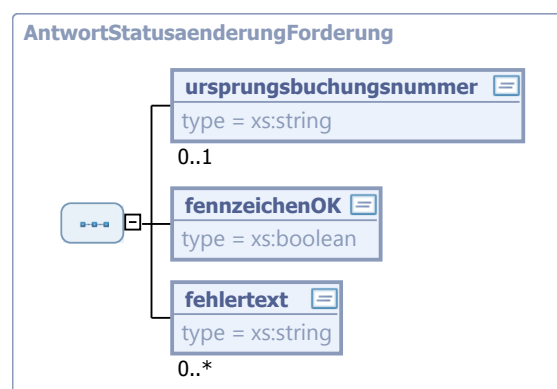 AntwortStatusaenderungForderung
ursprungsbuchungsnummer
type = xs:string
0..1
fennzeichenOK
type = xs:boolean
fehlertext
type = xs:string
0..*